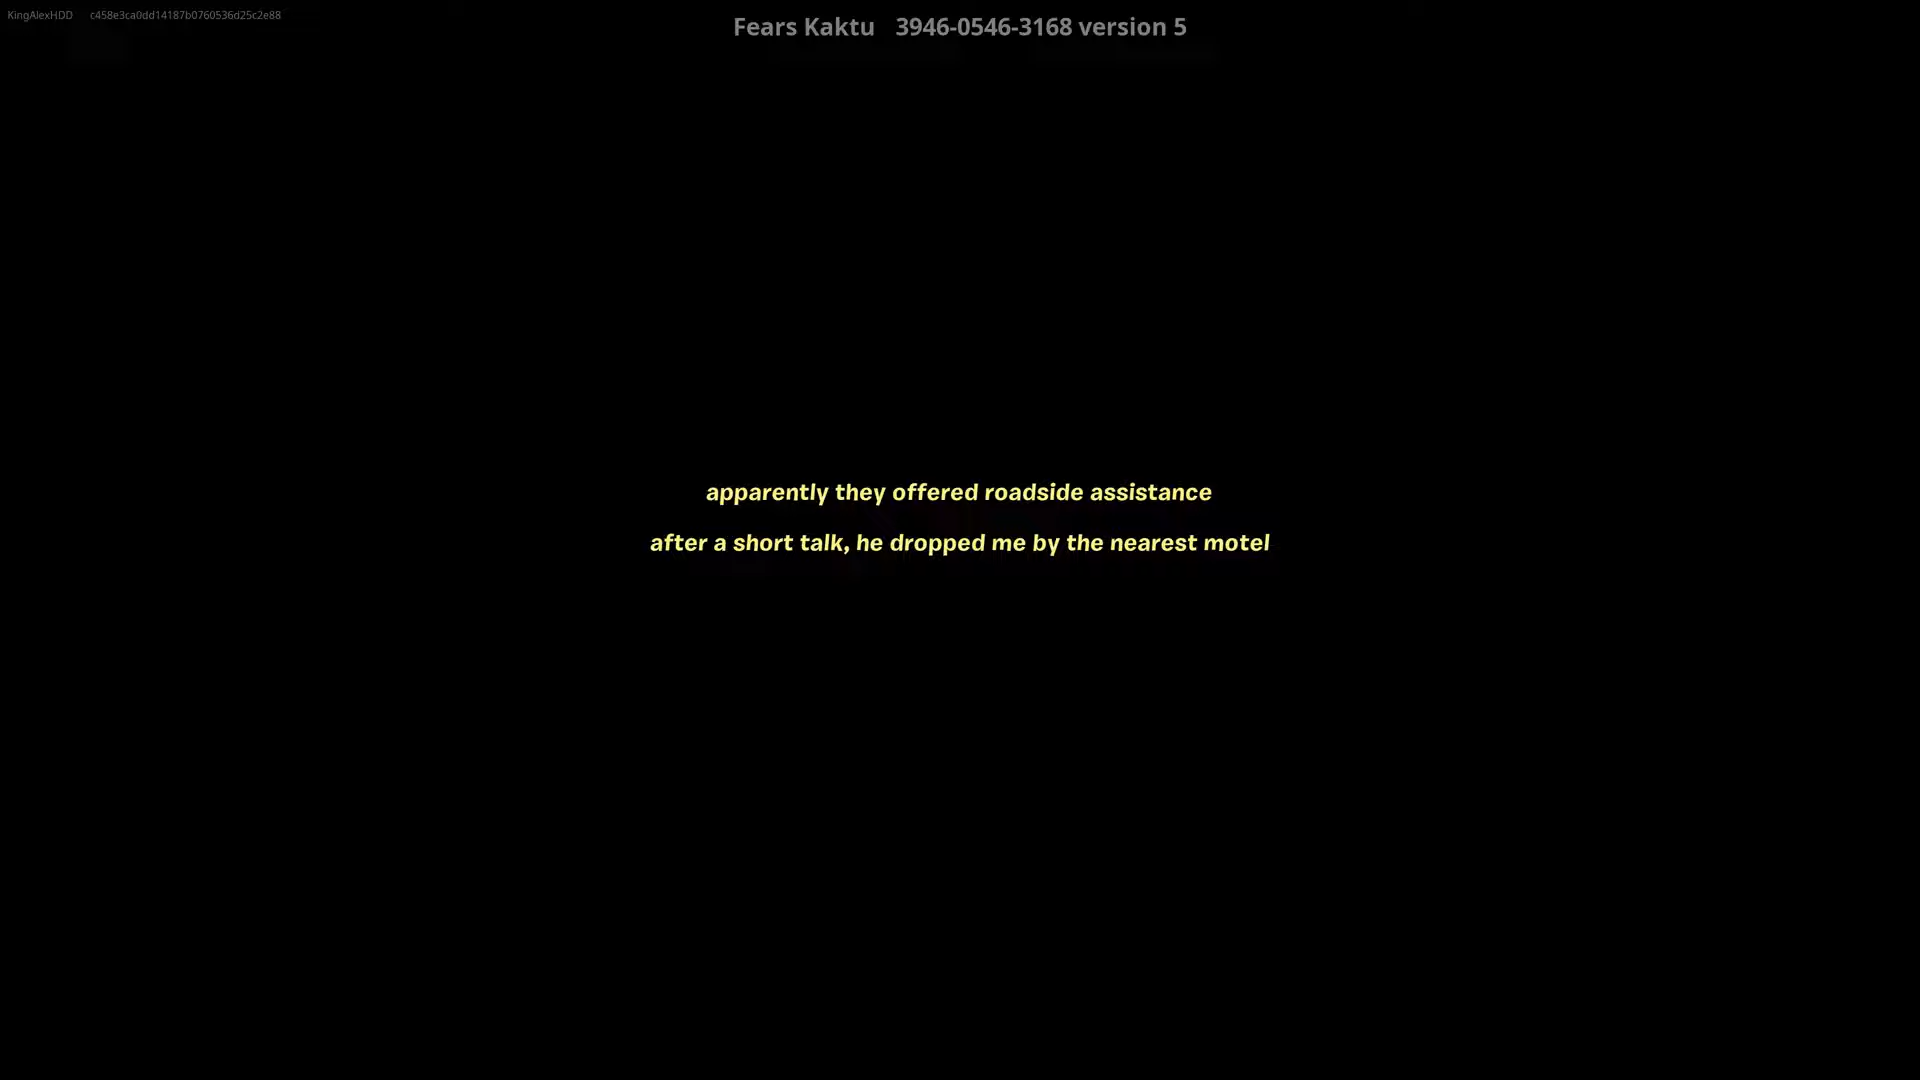 KingAlexHDD c458e3ca0dd14187b0760536d25c2e88
Fears Kaktu 3946-0546-3168 version 5
apparently they offered roadside assistance
after a short talk, he dropped me by the nearest motel